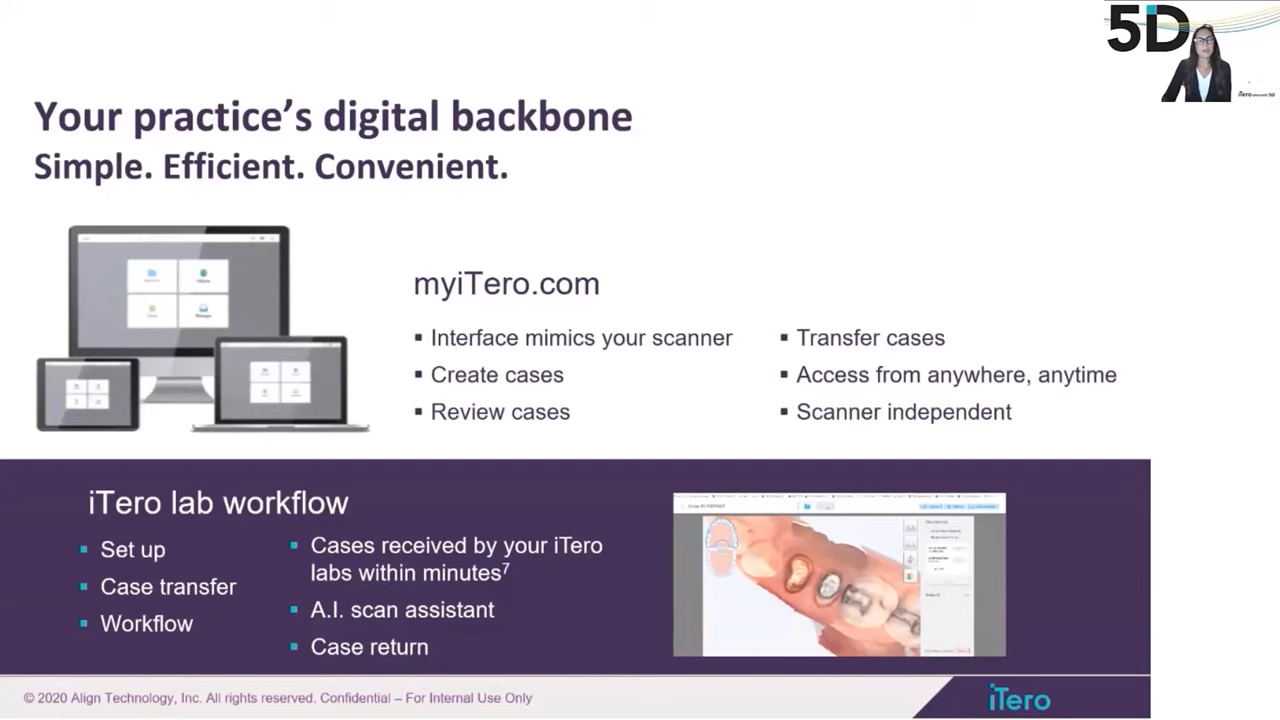 5D
iTero element 5D
Your practice’s digital backbone
Simple. Efficient. Convenient.
myiTero.com
▪ Interface mimics your scanner
▪ Create cases
▪ Review cases
▪ Transfer cases
▪ Access from anywhere, anytime
▪ Scanner independent
iTero lab workflow
▪ Set up
▪ Case transfer
▪ Workflow
▪ Cases received by your iTero
labs within minutes⁷
▪ A.I. scan assistant
▪ Case return
© 2020 Align Technology, Inc. All rights reserved. Confidential – For Internal Use Only
iTero